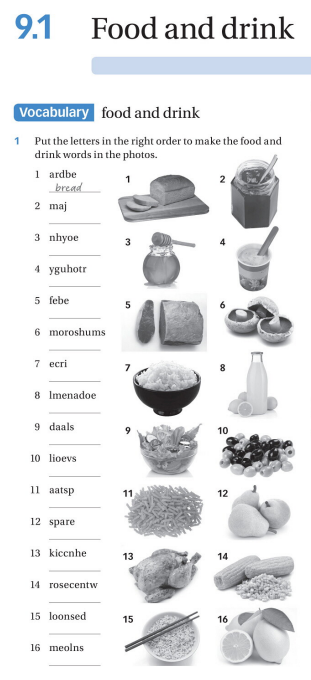 9.1 Food and drink
Vocabulary food and drink
1 Put the letters in the right order to make the food and
drink words in the photos.
1 ardbe
bread
2 maj
3 nhyoe
4 yguhotr
5 febe
6 moroshums
7 ecri
8 lmenadoe
9 daals
10 lioevs
11 aatsp
12 spare
13 kiccnhe
14 rosecentw
15 loonsed
16 meolns
1
2
3
4
5
6
7
8
9
10
11
12
13
14
15
16